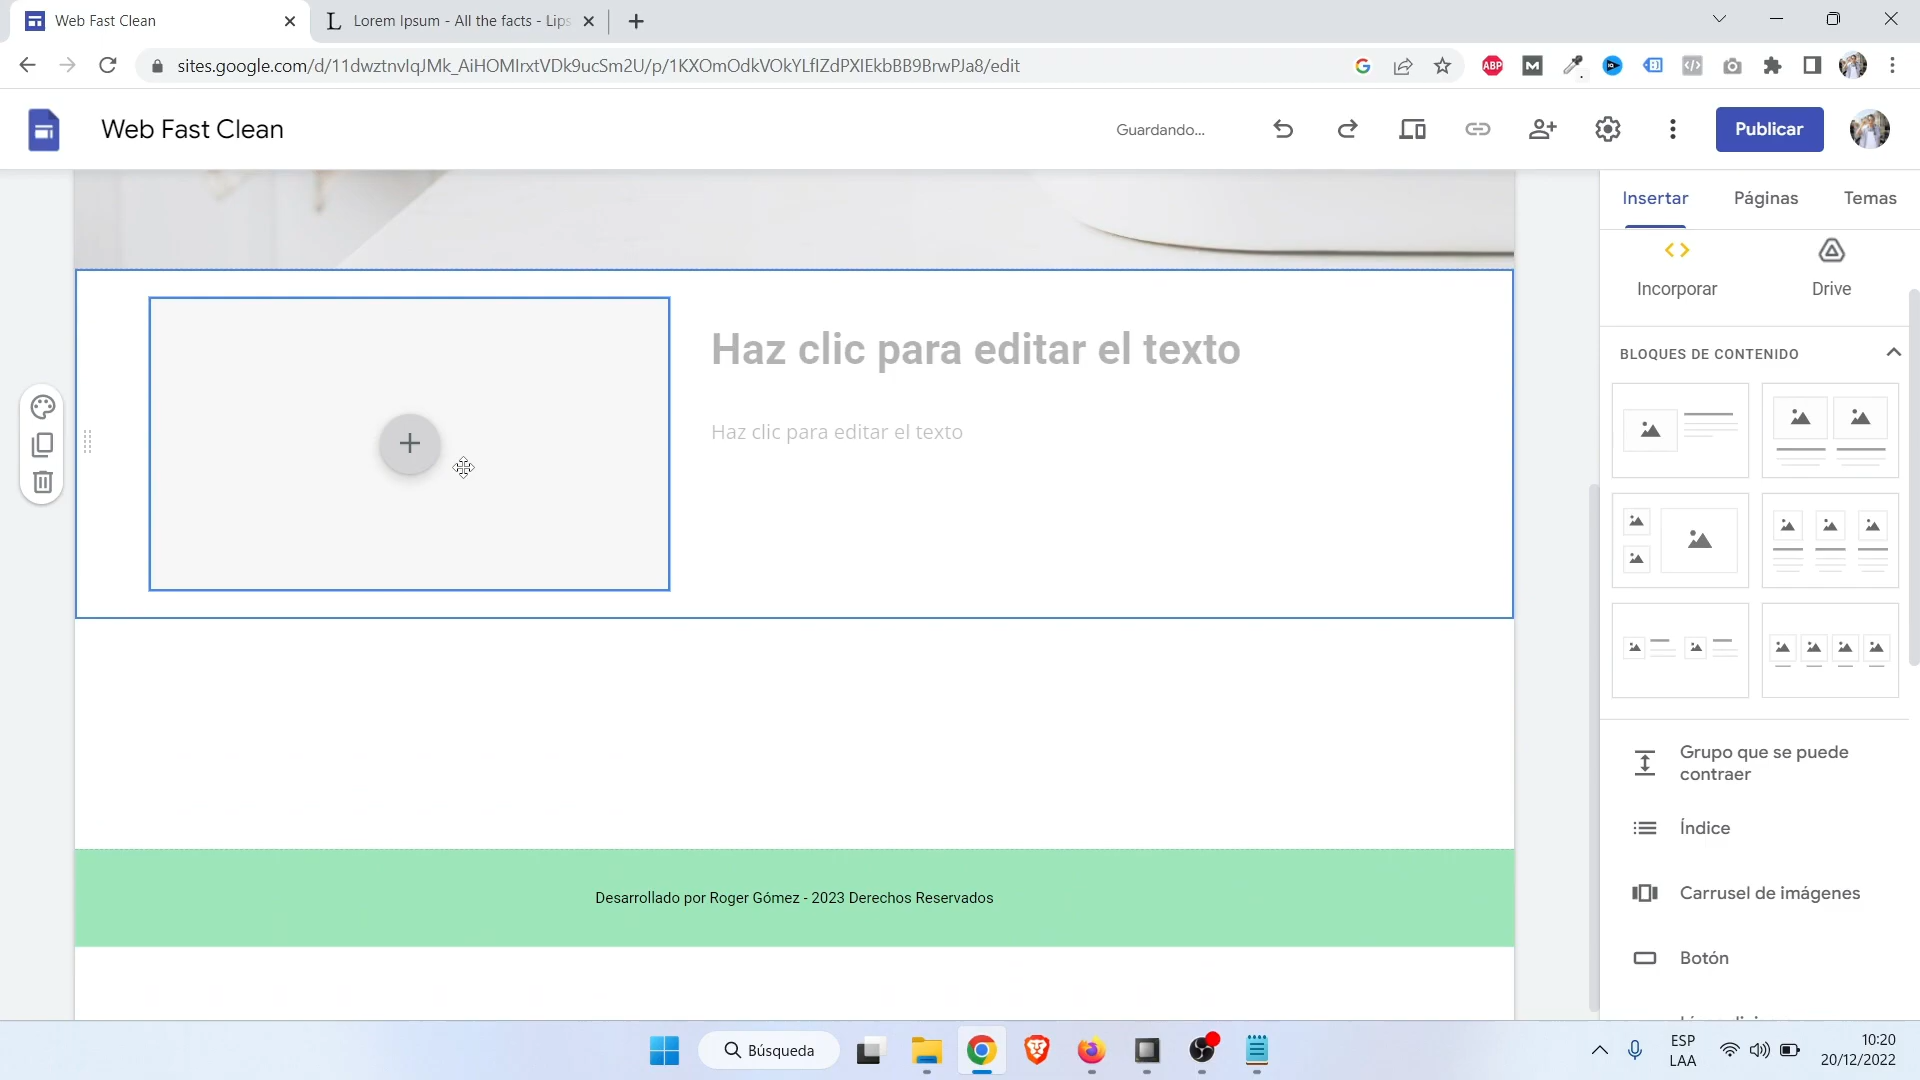 Web Fast Clean
Lorem Ipsum - All the facts - Lips
sites.google.com/d/11dwztnvlqJMk_AiHOMIrxtVDk9ucSm2U/p/1KXOmOdkVOkYLfIZdPXIEkbBB9BrwPJa8/edit
Web Fast Clean
Guardando...
Publicar
Insertar
Páginas
Temas
Incorporar
Drive
BLOQUES DE CONTENIDO
Haz clic para editar el texto
Haz clic para editar el texto
Grupo que se puede
contraer
Índice
Carrusel de imágenes
Botón
Desarrollado por Roger Gómez - 2023 Derechos Reservados
Búsqueda
ESP
LAA
10:20
20/12/2022